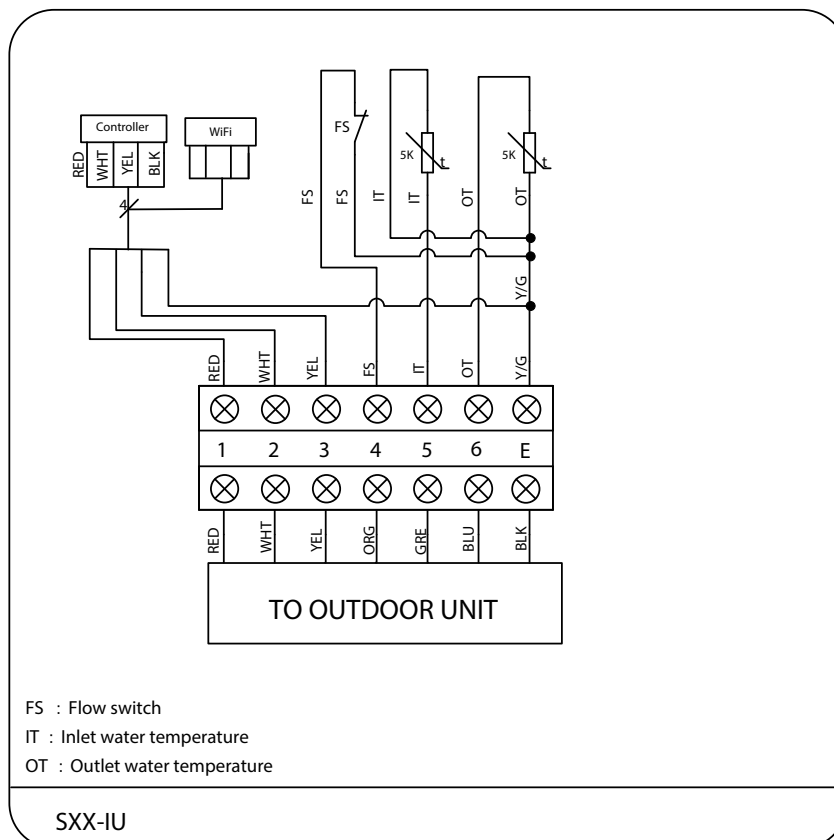 Controller
WiFi
RED
WHT
YEL
BLK
4
FS
5K
t
5K
t
FS
FS
IT
IT
OT
OT
Y/G
RED
WHT
YEL
FS
IT
OT
Y/G
1 2 3 4 5 6 E
RED
WHT
YEL
ORG
GRE
BLU
BLK
TO OUTDOOR UNIT
FS : Flow switch
IT : Inlet water temperature
OT : Outlet water temperature
SXX-IU